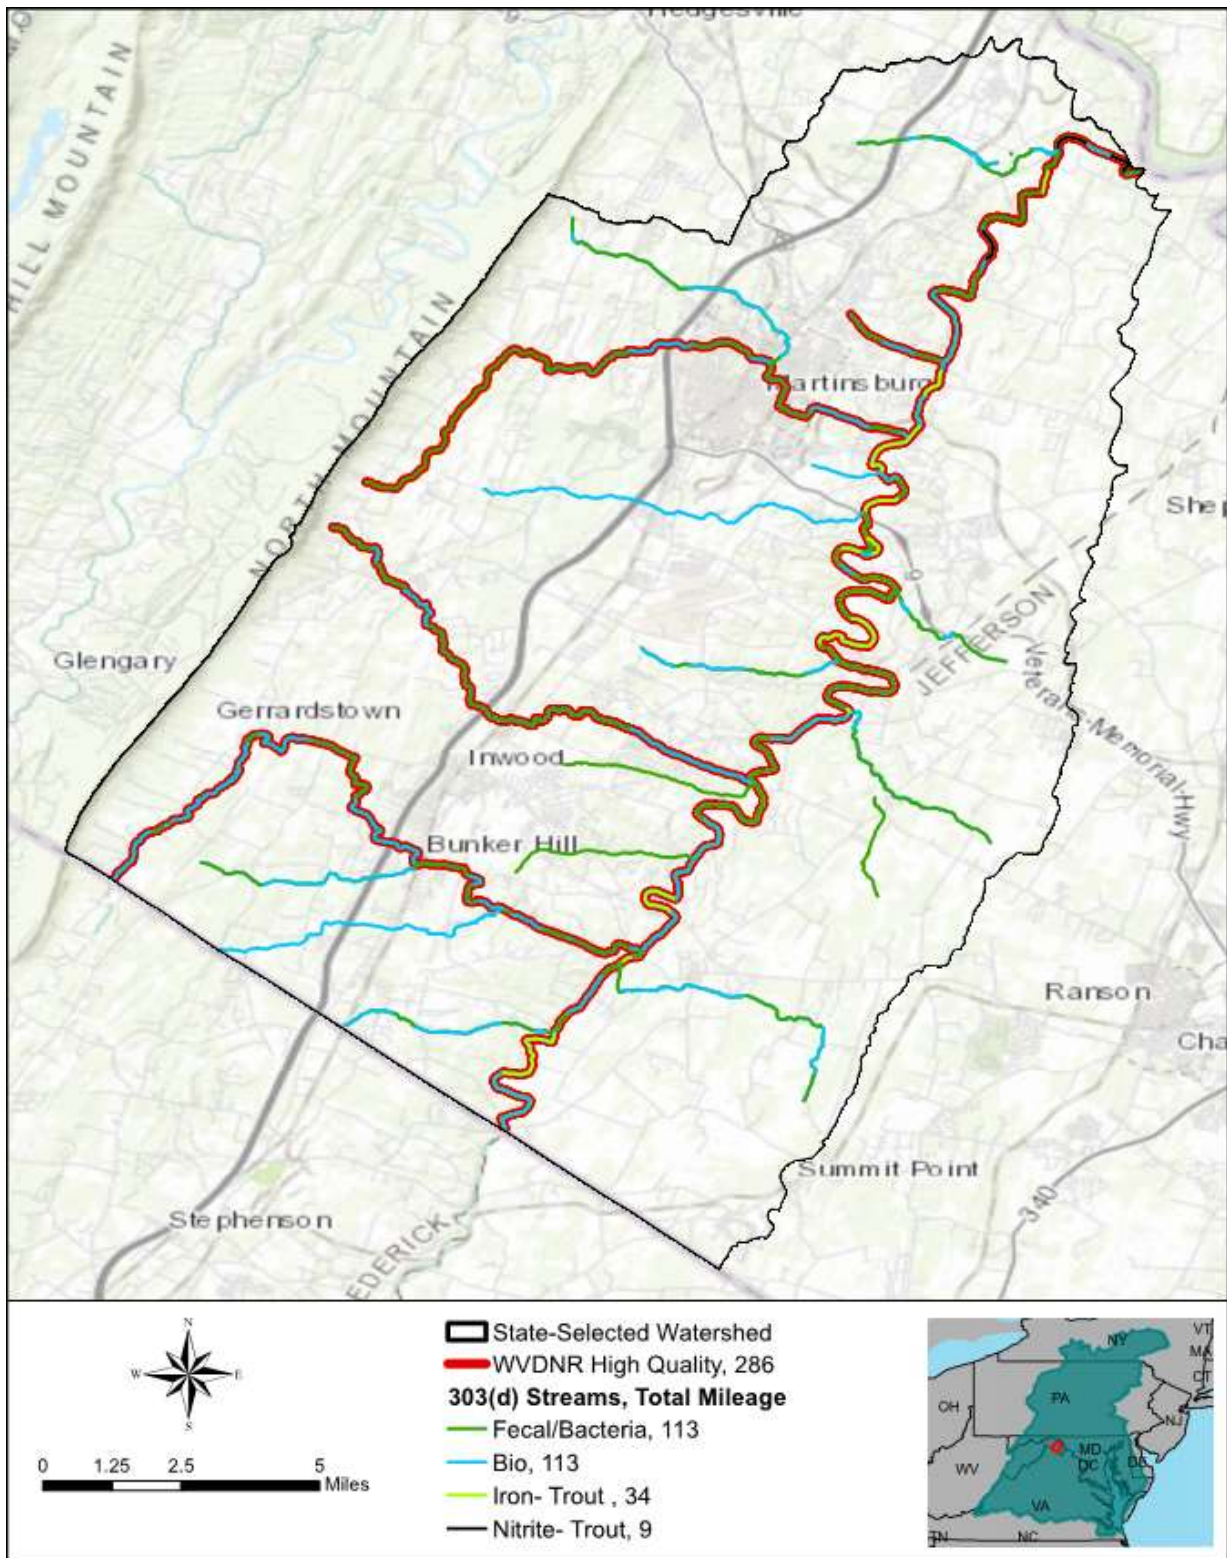 Hedgesville
HILL MOUNTAIN
NORTH MOUNTAIN
Martinsburg
Shep
JEFFERSON
Veterans-Memorial-Hwy
Glengary
Gerrardstown
Inwood
Bunker Hill
Ranson
Cha
Summit Point
340
Stephenson
EDERICK
N
W E
S
0 1.25 2.5 5
Miles
State-Selected Watershed
WVDNR High Quality, 286
303(d) Streams, Total Mileage
Fecal/Bacteria, 113
Bio, 113
Iron- Trout , 34
Nitrite- Trout, 9
NY
VT
MA
CT
PA
OH
NJ
MD
DC
DE
WV
VA
TN
NC